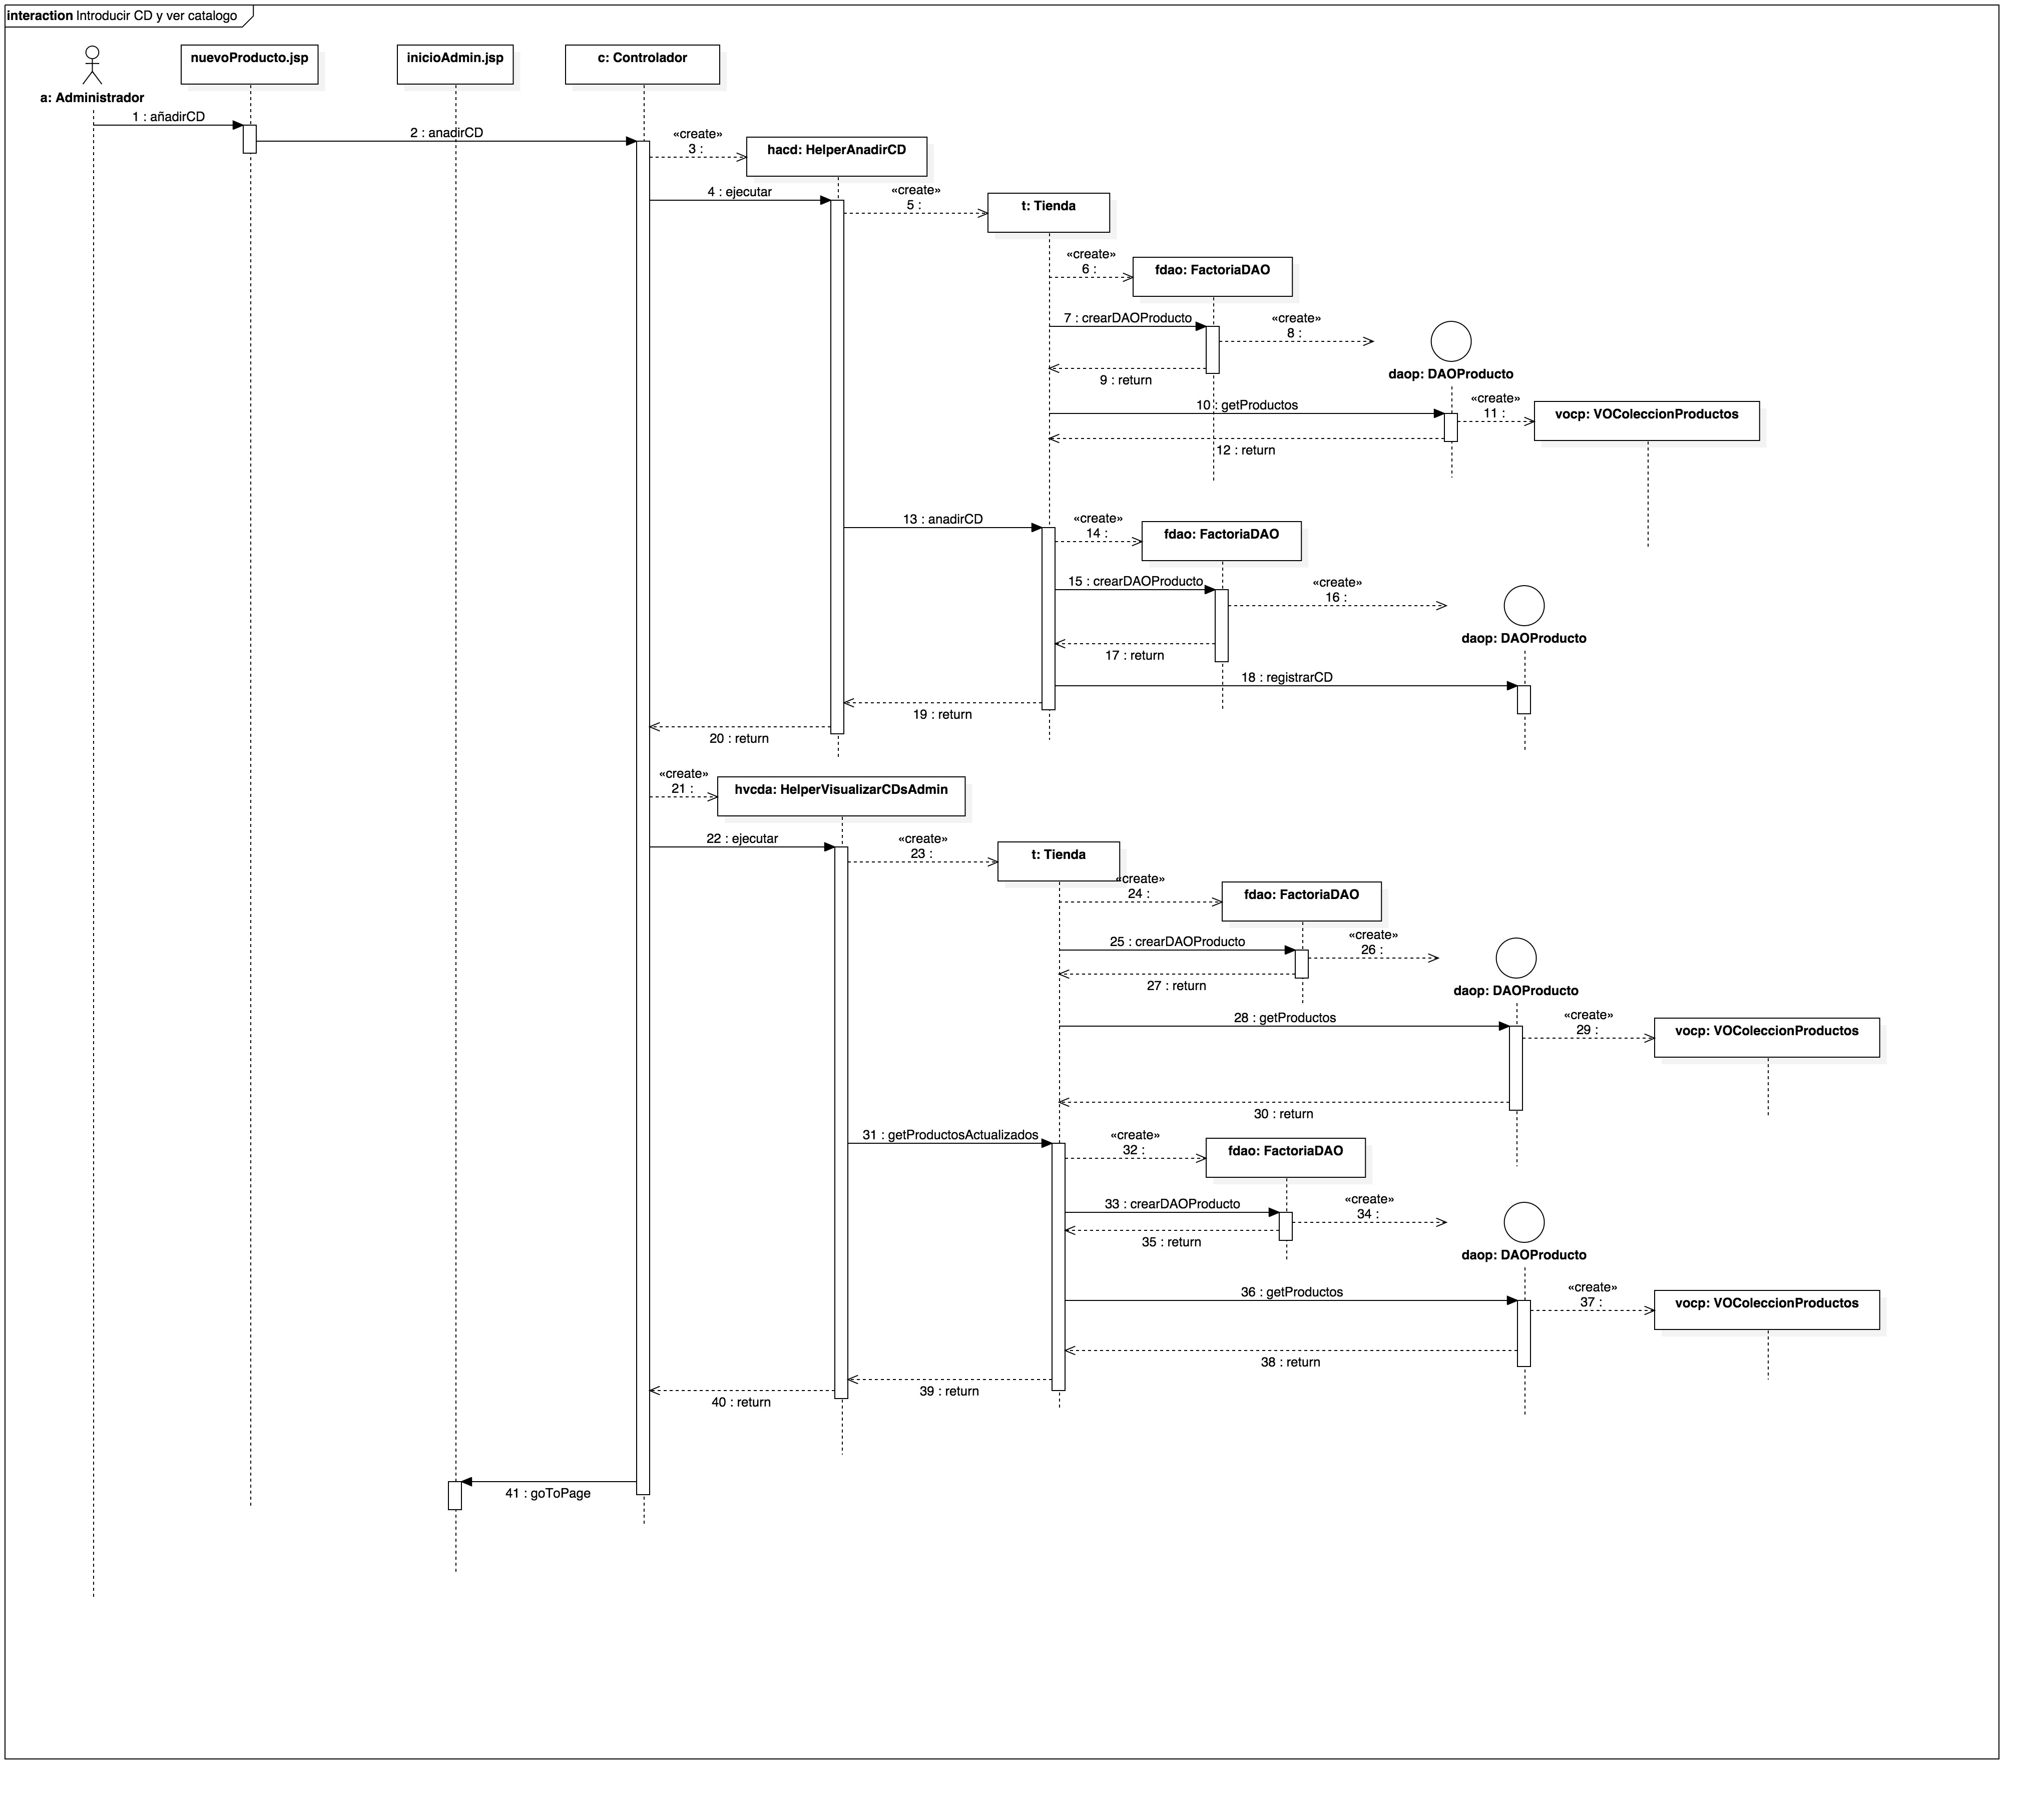 interaction Introducir CD y ver catalogo
nuevoProducto.jsp
inicioAdmin.jsp
c: Controlador
a: Administrador
1 : añadirCD
2 : anadirCD
«create»
3 :
hacd: HelperAnadirCD
4 : ejecutar
«create»
5 :
t: Tienda
«create»
6 :
fdao: FactoriaDAO
7 : crearDAOProducto
«create»
8 :
daop: DAOProducto
9 : return
10 : getProductos
«create»
11 :
vocp: VOColeccionProductos
12 : return
13 : anadirCD
«create»
14 :
fdao: FactoriaDAO
15 : crearDAOProducto
«create»
16 :
daop: DAOProducto
17 : return
18 : registrarCD
19 : return
20 : return
«create»
21 :
hvcda: HelperVisualizarCDsAdmin
22 : ejecutar
«create»
23 :
t: Tienda
«create»
24 :
fdao: FactoriaDAO
25 : crearDAOProducto
«create»
26 :
daop: DAOProducto
27 : return
28 : getProductos
«create»
29 :
vocp: VOColeccionProductos
30 : return
31 : getProductosActualizados
«create»
32 :
fdao: FactoriaDAO
33 : crearDAOProducto
«create»
34 :
35 : return
daop: DAOProducto
36 : getProductos
«create»
37 :
vocp: VOColeccionProductos
38 : return
39 : return
40 : return
41 : goToPage